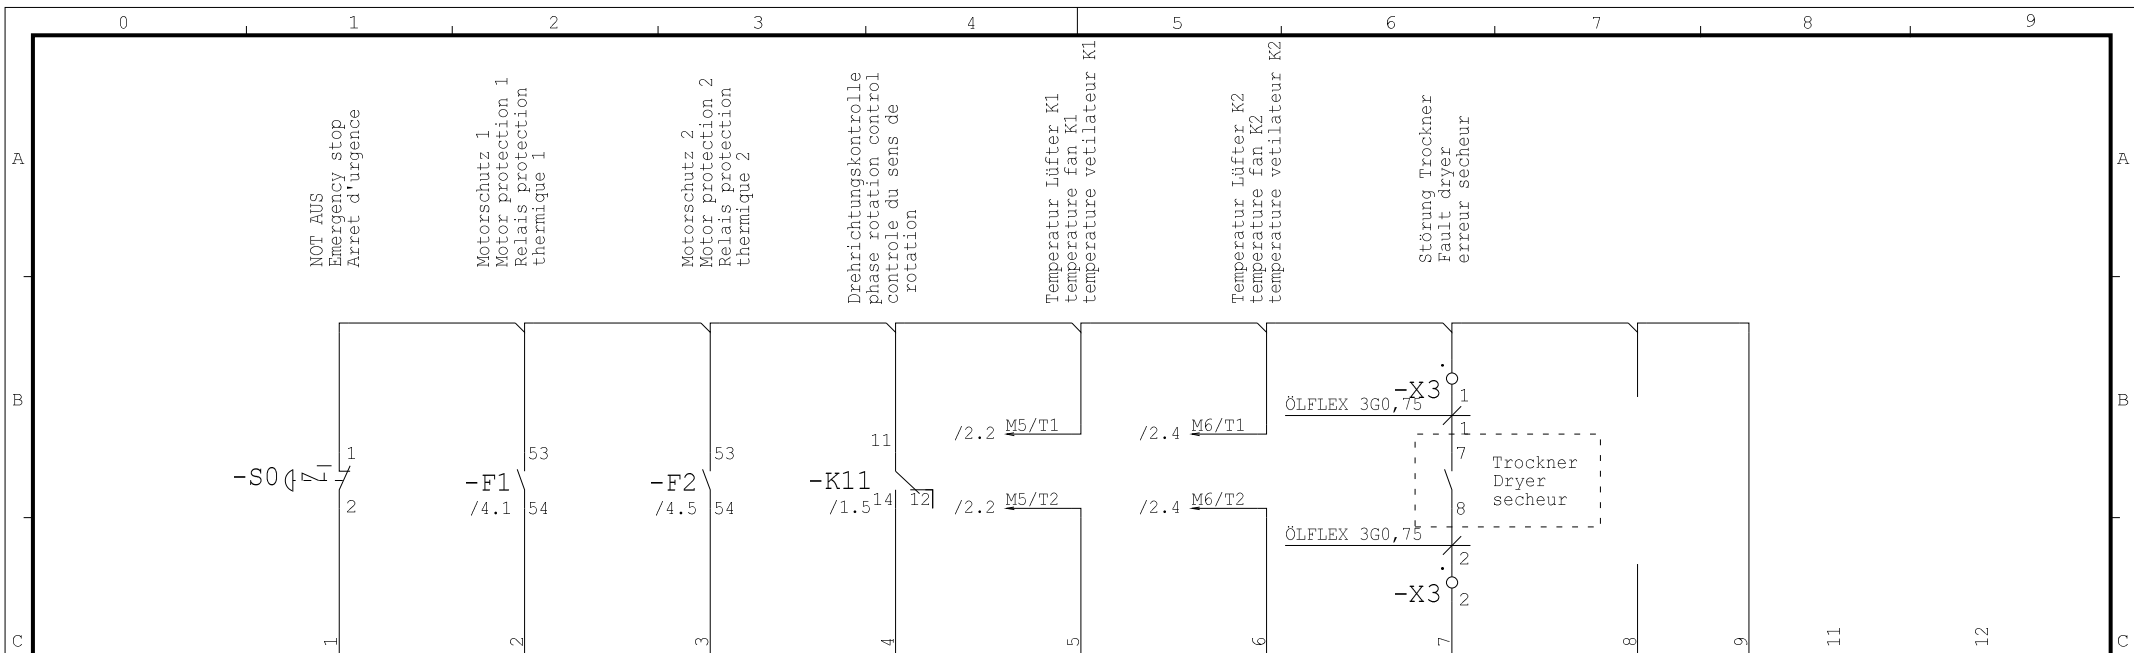 0 1 2 3 4 5 6 7 8 9
A
A
NOT AUS
Emergency stop
Arret d'urgence
Motorschutz 1
Motor protection 1
Relais protection
thermique 1
Motorschutz 2
Motor protection 2
Relais protection
thermique 2
Drehrichtungskontrolle
phase rotation control
controle du sens de
rotation
Temperatur Lüfter K1
temperature fan K1
temperature vetilateur K1
Temperatur Lüfter K2
temperature fan K2
temperature vetilateur K2
Störung Trockner
Fault dryer
erreur secheur
B
B
-S0
1
2
-F1
/4.1
53
54
-F2
/4.5
53
54
-K11
/1.5
11
14
12
/2.2 M5/T1
/2.2 M5/T2
/2.4 M6/T1
/2.4 M6/T2
-X3
1
ÖLFLEX 3G0,75
1
7
Trockner
Dryer
secheur
8
ÖLFLEX 3G0,75
2
-X3
2
C
1 2 3 4 5 6 7 8 9 11 12
C